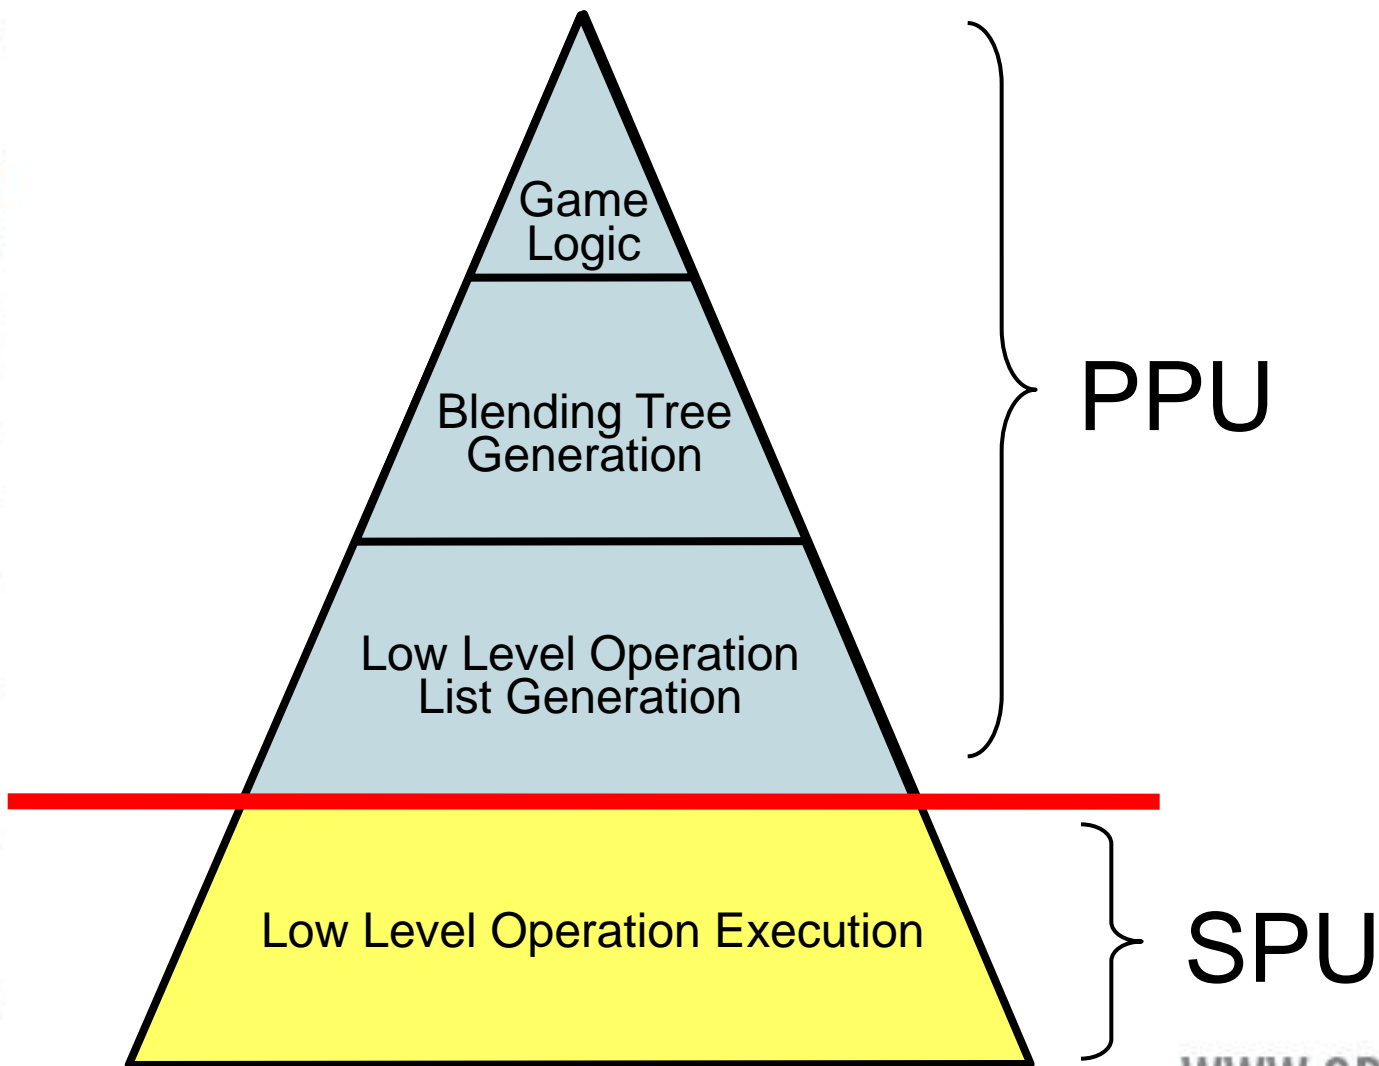 Game
Logic
Blending Tree
Generation
PPU
Low Level Operation
List Generation
Low Level Operation Execution
SPU